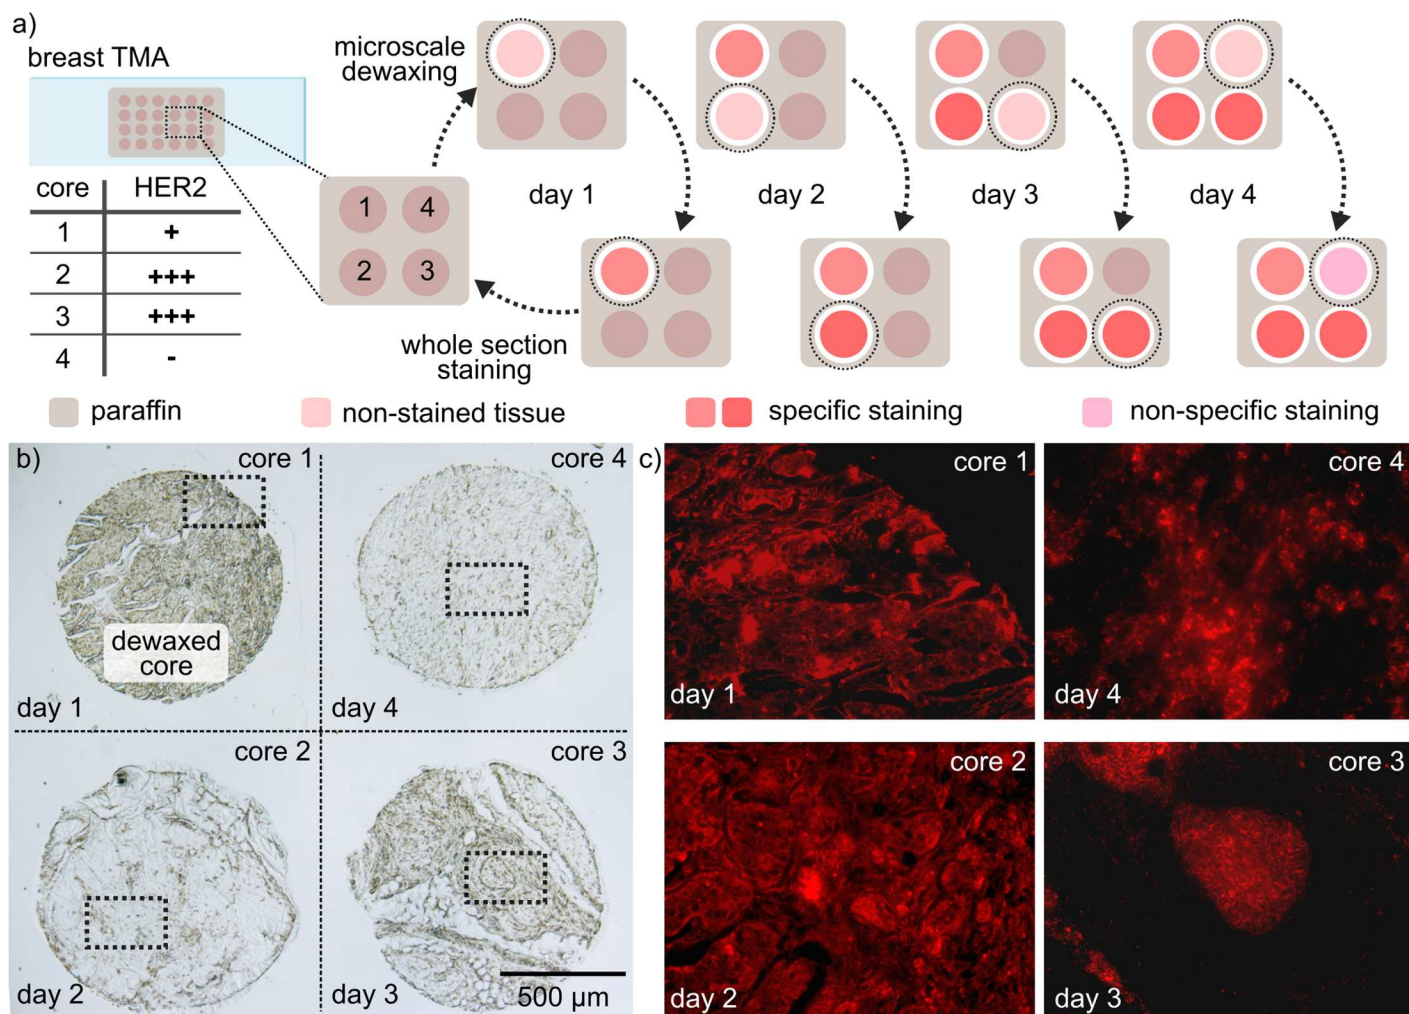 a)
breast TMA
core HER2
1 +
2 +++
3 +++
4 -
microscale
dewaxing
1 4
2 3
whole section
staining
day 1
day 2
day 3
day 4
paraffin
non-stained tissue
specific staining
non-specific staining
b)
core 1
dewaxed
core
day 1
core 4
day 4
core 2
day 2
core 3
day 3
500 µm
c)
core 1
day 1
core 4
day 4
core 2
day 2
core 3
day 3